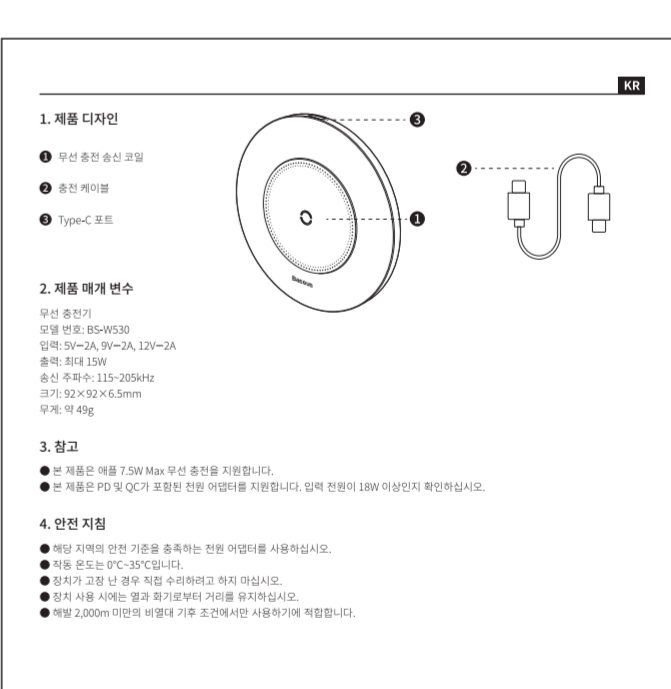 KR
1. 제품 디자인
❶ 무선 충전 송신 코일
❷ 충전 케이블
❸ Type-C 포트
❸
❷
❶
Baseus
2. 제품 매개 변수
무선 충전기
모델 번호: BS-W530
입력: 5V⎓2A, 9V⎓2A, 12V⎓2A
출력: 최대 15W
송신 주파수: 115~205kHz
크기: 92×92×6.5mm
무게: 약 49g
3. 참고
● 본 제품은 애플 7.5W Max 무선 충전을 지원합니다.
● 본 제품은 PD 및 QC가 포함된 전원 어댑터를 지원합니다. 입력 전원이 18W 이상인지 확인하십시오.
4. 안전 지침
● 해당 지역의 안전 기준을 충족하는 전원 어댑터를 사용하십시오.
● 작동 온도는 0°C~35°C입니다.
● 장치가 고장 난 경우 직접 수리하려고 하지 마십시오.
● 장치 사용 시에는 열과 화기로부터 거리를 유지하십시오.
● 해발 2,000m 미만의 비열대 기후 조건에서만 사용하기에 적합합니다.